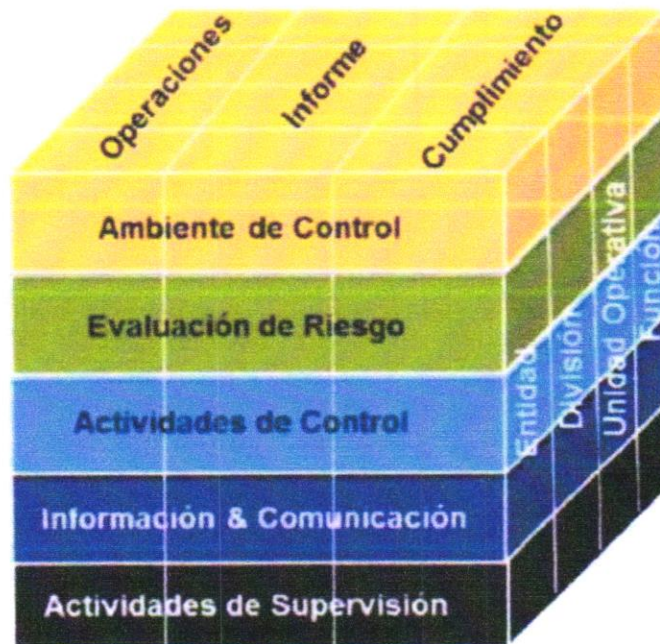 Operaciones
Informe
Cumplimiento
Ambiente de Control
Evaluación de Riesgo
Actividades de Control
Información & Comunicación
Actividades de Supervisión
Entidad
División
Unidad Operativa
Función